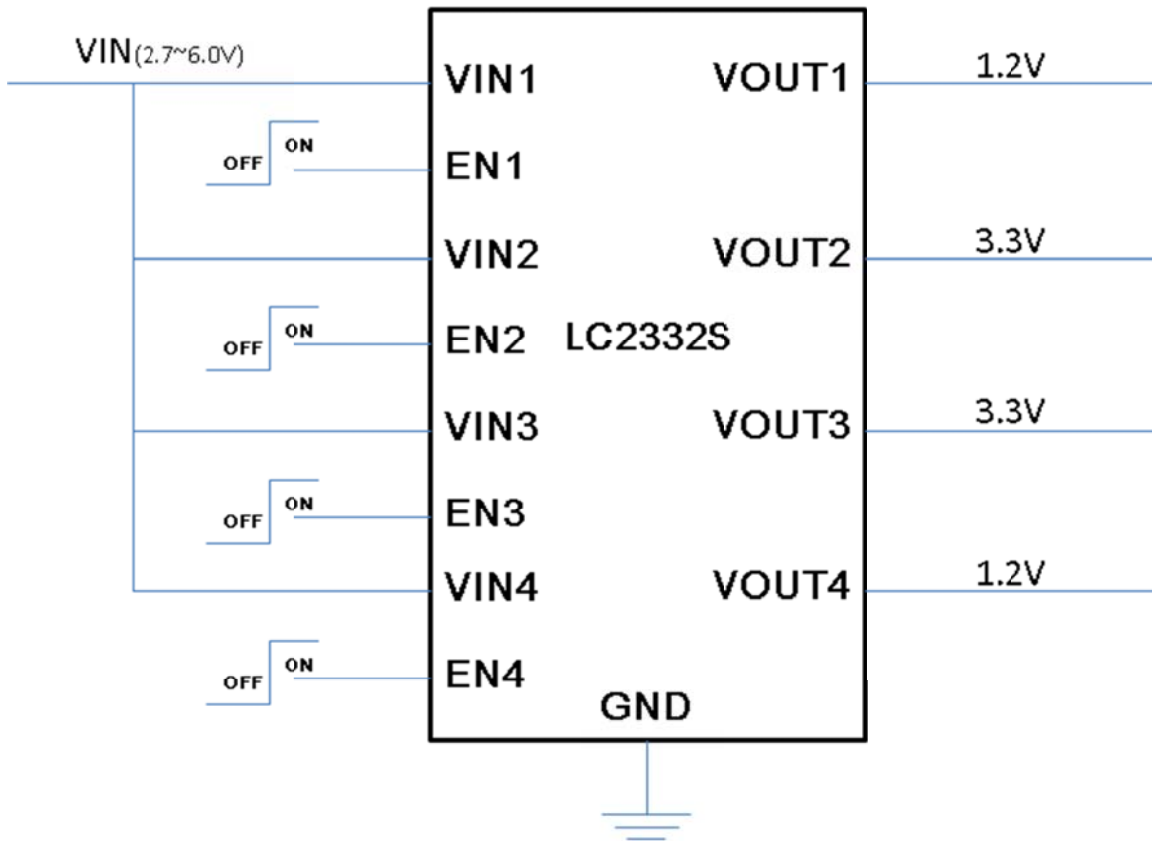 VIN(2.7~6.0V)
VIN1 VOUT1 1.2V
OFF ON EN1
VIN2 VOUT2 3.3V
OFF ON EN2 LC2332S
VIN3 VOUT3 3.3V
OFF ON EN3
VIN4 VOUT4 1.2V
OFF ON EN4
GND